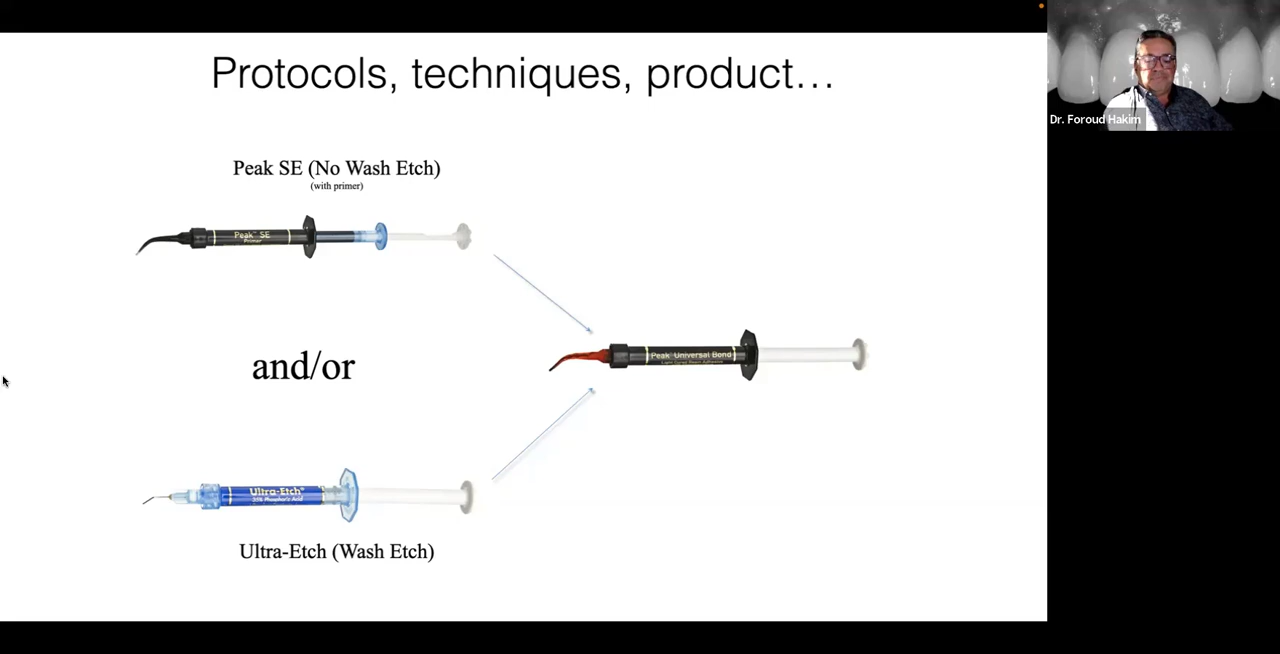 Protocols, techniques, product…
Dr. Foroud Hakim
Peak SE (No Wash Etch)
(with primer)
Peak™ SE
Primer
and/or
Peak® Universal Bond
Light Cured Resin Adhesive
Ultra-Etch®
35% Phosphoric Acid
Ultra-Etch (Wash Etch)